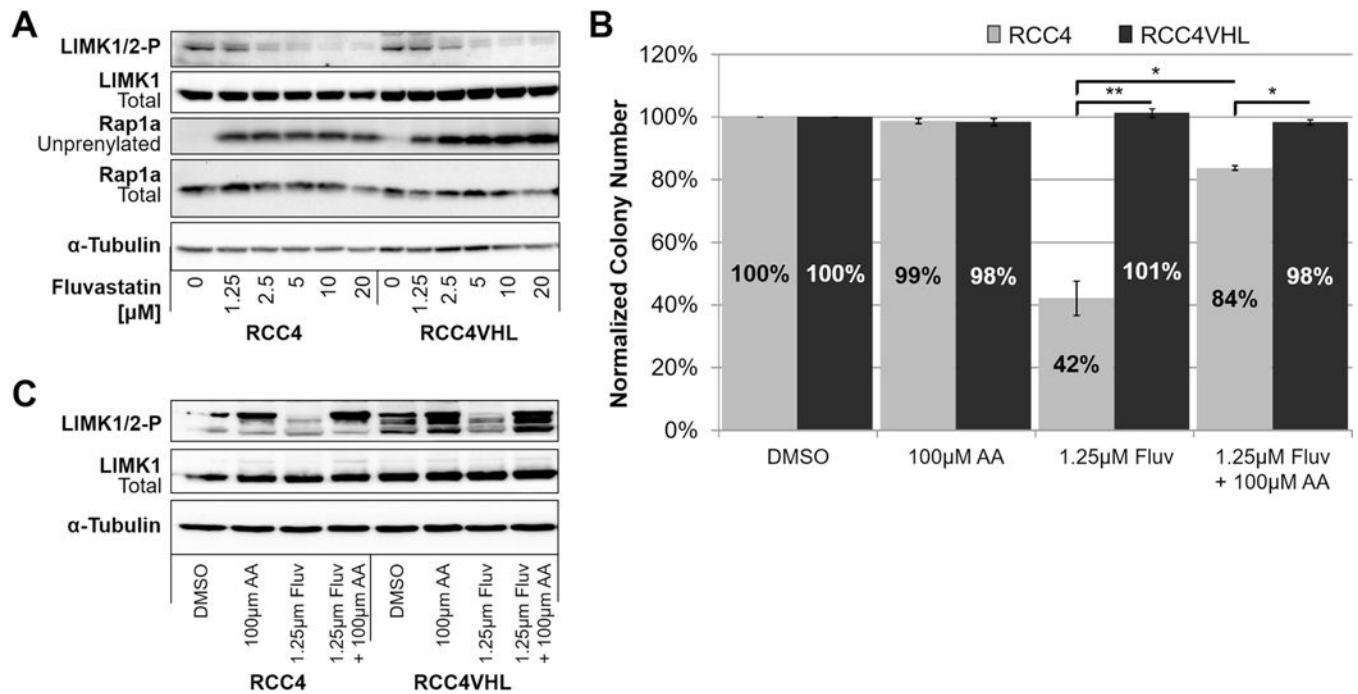 A
LIMK1/2-P
LIMK1
Total
Rap1a
Unprenylated
Rap1a
Total
α-Tubulin
Fluvastatin
[µM]
0 1.25 2.5 5 10 20 0 1.25 2.5 5 10 20
RCC4 RCC4VHL
B
RCC4 RCC4VHL
Normalized Colony Number
120%
100%
80%
60%
40%
20%
0%
* ** *
100% 100% 99% 98% 42% 101% 84% 98%
DMSO 100µM AA 1.25µM Fluv 1.25µM Fluv
+ 100µM AA
C
LIMK1/2-P
LIMK1
Total
α-Tubulin
DMSO
100µm AA
1.25µm Fluv
1.25µm Fluv
+ 100µm AA
DMSO
100µm AA
1.25µm Fluv
1.25µm Fluv
+ 100µm AA
RCC4 RCC4VHL